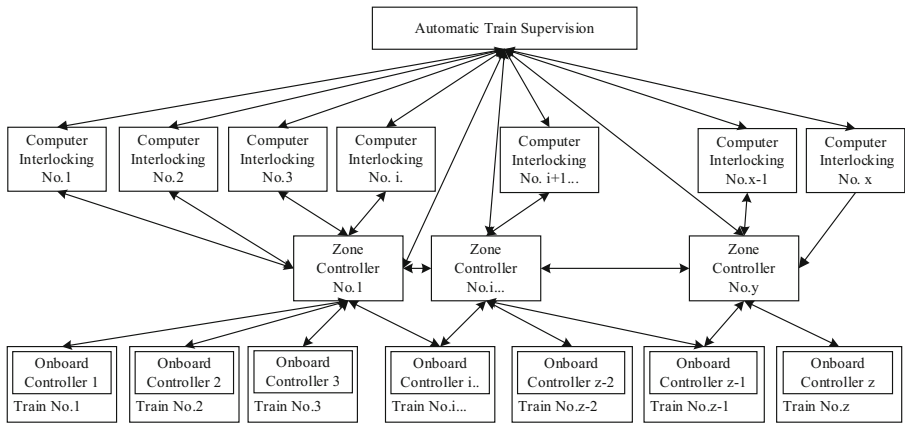 Automatic Train Supervision
Computer
Interlocking
No.1
Computer
Interlocking
No.2
Computer
Interlocking
No.3
Computer
Interlocking
No. i.
Computer
Interlocking
No. i+1...
Computer
Interlocking
No.x-1
Computer
Interlocking
No. x
Zone
Controller
No.1
Zone
Controller
No.i...
Zone
Controller
No.y
Onboard
Controller 1
Train No.1
Onboard
Controller 2
Train No.2
Onboard
Controller 3
Train No.3
Onboard
Controller i..
Train No.i...
Onboard
Controller z-2
Train No.z-2
Onboard
Controller z-1
Train No.z-1
Onboard
Controller z
Train No.z